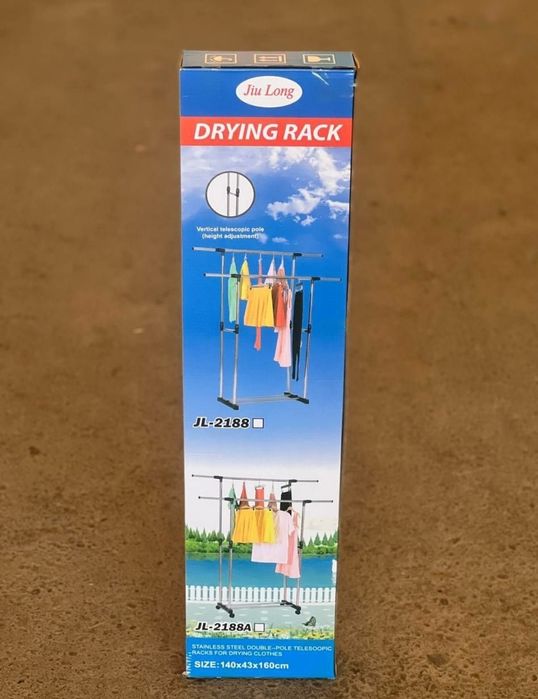 Jiu Long
DRYING RACK
Vertical telescopic pole
(height adjustment)
JL-2188
JL-2188A
STAINLESS STEEL DOUBLE-POLE TELESOOPIC
RACKS FOR DRYING CLOTHES
SIZE:140x43x160cm